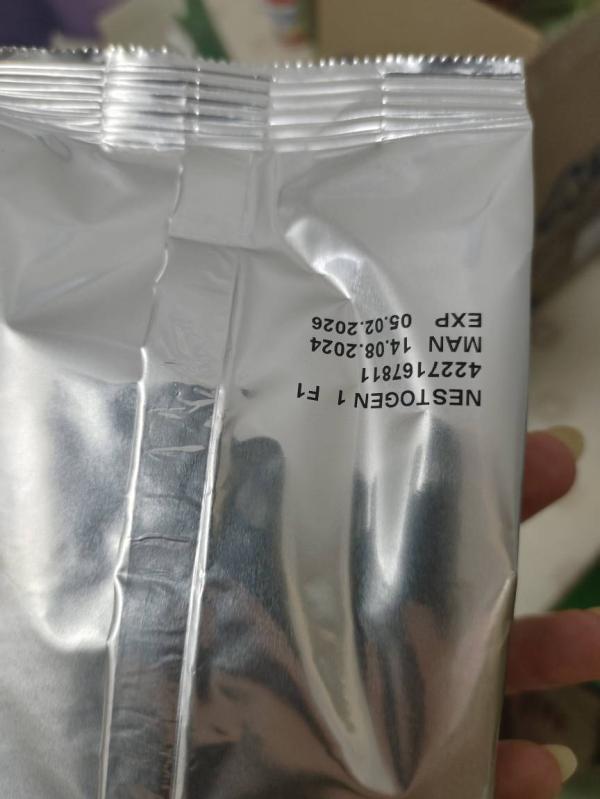 NESTOGEN 1 F1
4227167811
MAN 14.08.2024
EXP 05.02.2026